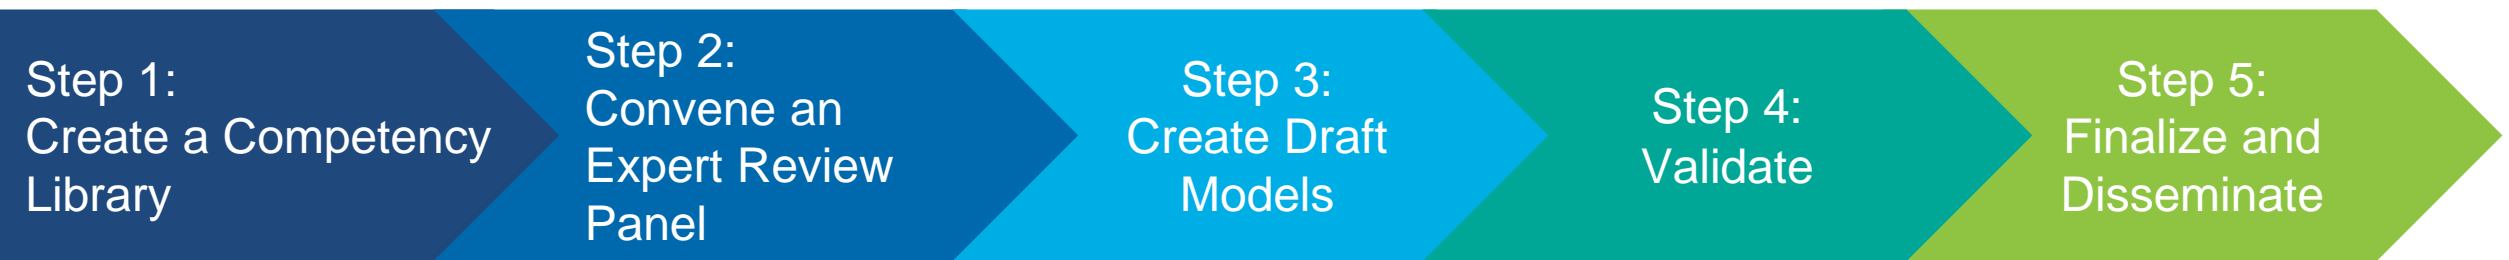 Step 1:
Create a Competency
Library
Step 2:
Convene an
Expert Review
Panel
Step 3:
Create Draft
Models
Step 4:
Validate
Step 5:
Finalize and
Disseminate